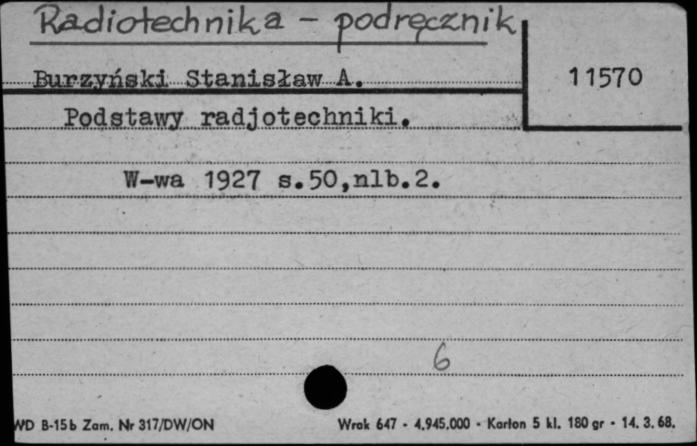 Radiotechnika - podręcznik
Burzyński Stanisław A.
11570
Podstawy radjotechniki.
W-wa 1927 s.50,nlb.2.
6
WD B-15b Zam. Nr 317/DW/ON
Wrak 647 - 4.945.000 - Karton 5 kl. 180 gr - 14. 3. 68.